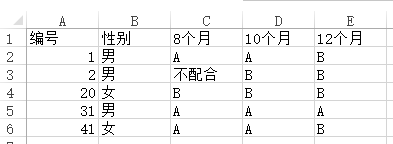 A B C D E
1 编号 性别 8个月 10个月 12个月
2 1 男 A A B
3 2 男 不配合 B B
4 20 女 B B B
5 31 男 A A A
6 41 女 A A B